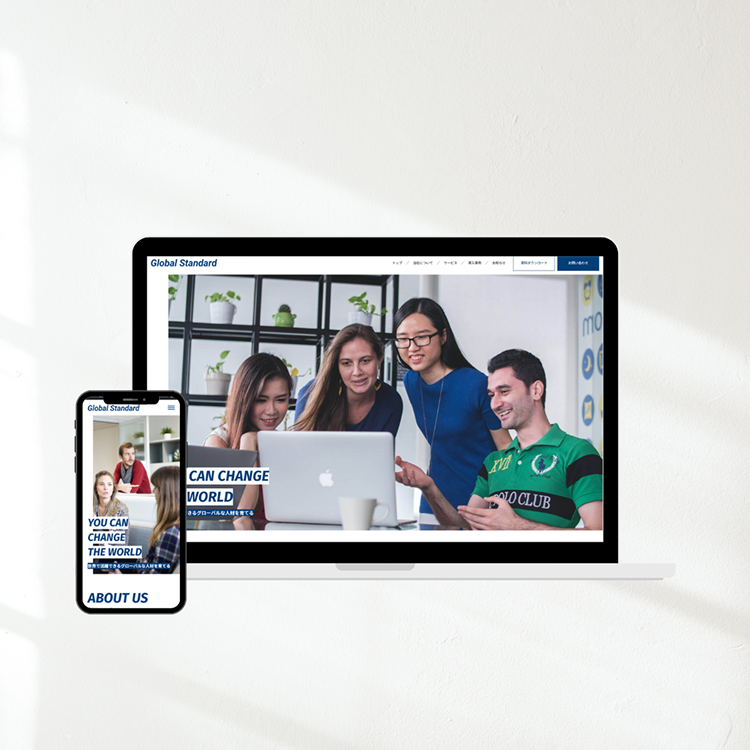 Global Standard
トップ / 当社について / サービス / 導入事例 / お知らせ
資料ダウンロード
お問い合わせ
XVII
POLO CLUB
CAN CHANGE
WORLD
きるグローバルな人材を育てる
Global Standard
YOU CAN
CHANGE
THE WORLD
世界で活躍できるグローバルな人材を育てる
ABOUT US